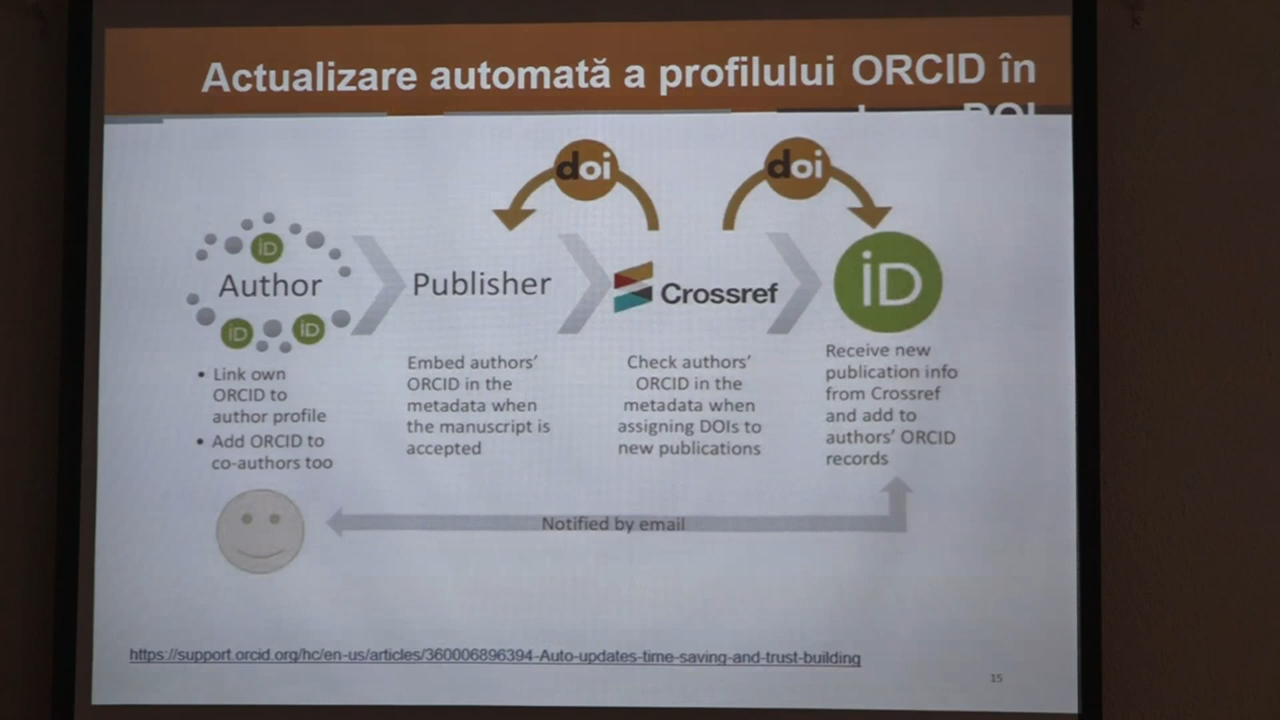 Actualizare automată a profilului ORCID în
DOI
doi
doi
iD
Author
iD
iD
Publisher
Crossref
iD
• Link own
ORCID to
author profile
• Add ORCID to
co-authors too
Embed authors’
ORCID in the
metadata when
the manuscript is
accepted
Check authors’
ORCID in the
metadata when
assigning DOIs to
new publications
Receive new
publication info
from Crossref
and add to
authors’ ORCID
records
Notified by email
https://support.orcid.org/hc/en-us/articles/360006896394-Auto-updates-time-saving-and-trust-building
15